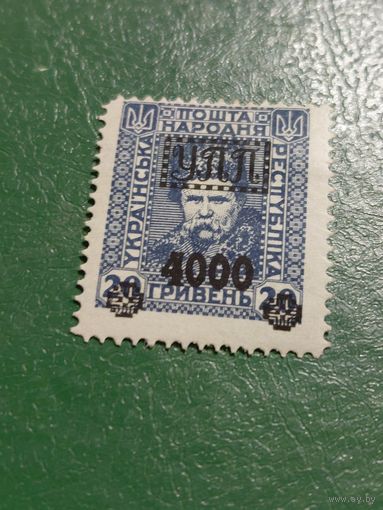 ПОШТА
НАРОДНЯ
УКРАЇНСЬКА
РЕСПУБЛІКА
УПП
4000
20 ГРИВЕНЬ 20
www.ay.by